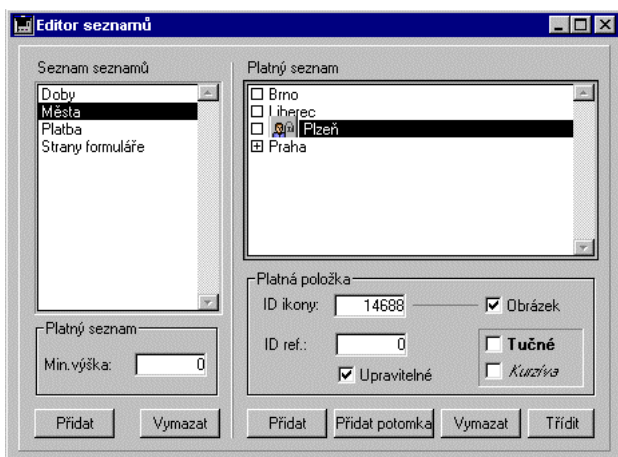 Editor seznamů
Seznam seznamů
Doby
Města
Platba
Strany formuláře
Platný seznam
Min.výška: 0
Přidat
Vymazat
Platný seznam
Brno
Liberec
Plzeň
Praha
Platná položka
ID ikony: 14688 Obrázek
ID ref.: 0 Tučné
Upravitelné Kurzíva
Přidat
Přidat potomka
Vymazat
Třídit